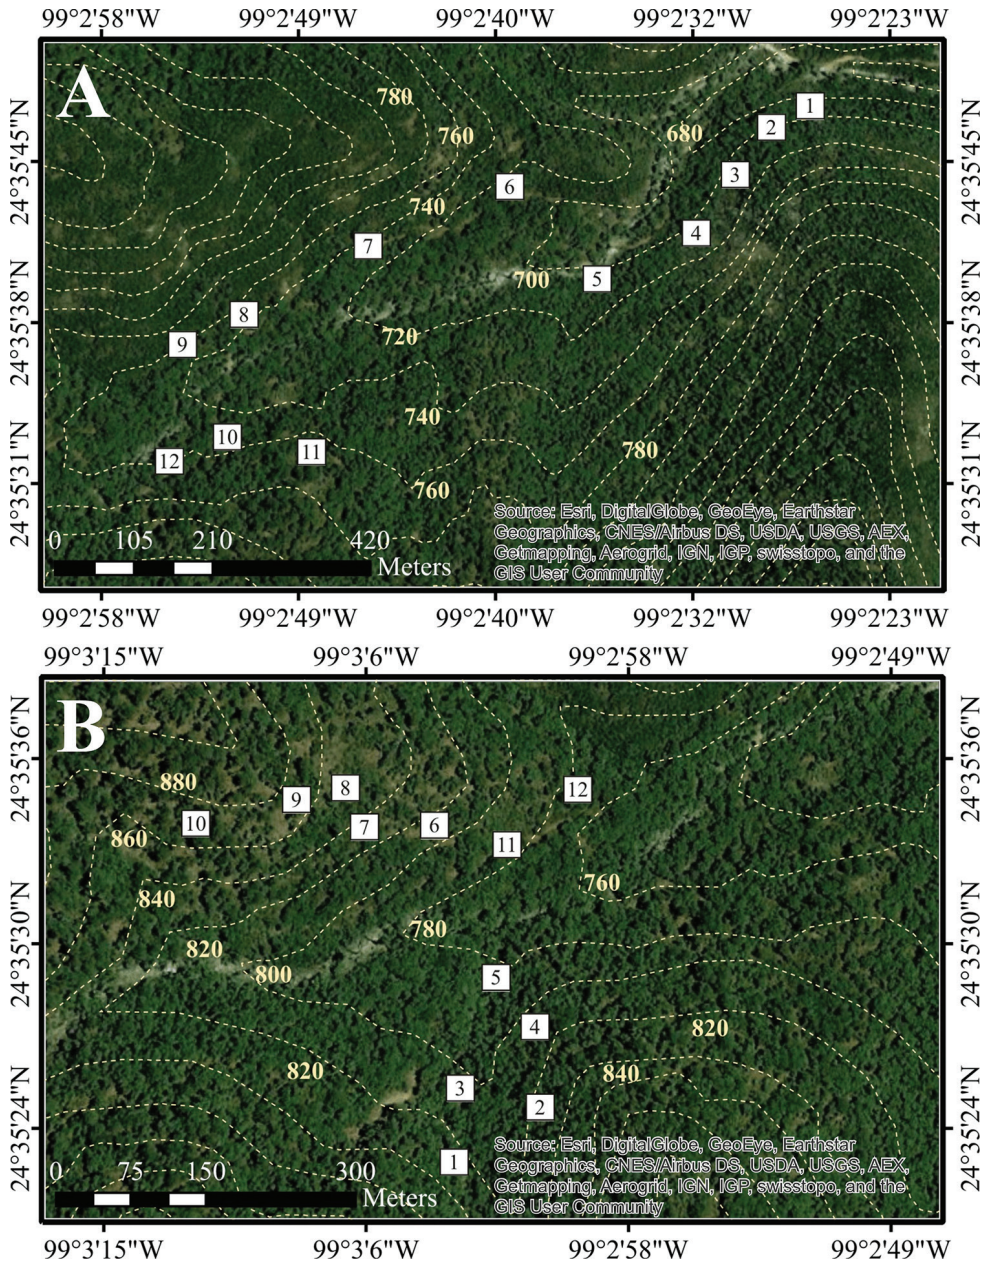 99°2'58"W 99°2'49"W 99°2'40"W 99°2'32"W 99°2'23"W
A
780
1
760
680
2
24°35'45"N
24°35'45"N
3
6
740
4
7
700
5
24°35'38"N
24°35'38"N
8
720
9
740
10
780
11
12
24°35'31"N
24°35'31"N
760
Source: Esri, DigitalGlobe, GeoEye, Earthstar
Geographics, CNES/Airbus DS, USDA, USGS, AEX,
Getmapping, Aerogrid, IGN, IGP, swisstopo, and the
GIS User Community
0 105 210 420
Meters
99°2'58"W 99°2'49"W 99°2'40"W 99°2'32"W 99°2'23"W
99°3'15"W 99°3'6"W 99°2'58"W 99°2'49"W
B
24°35'36"N
24°35'36"N
880
8
12
9
10
7
6
860
11
760
840
780
24°35'30"N
24°35'30"N
820
800
5
4
820
820
840
3
2
24°35'24"N
24°35'24"N
1
Source: Esri, DigitalGlobe, GeoEye, Earthstar
Geographics, CNES/Airbus DS, USDA, USGS, AEX,
Getmapping, Aerogrid, IGN, IGP, swisstopo, and the
GIS User Community
0 75 150 300
Meters
99°3'15"W 99°3'6"W 99°2'58"W 99°2'49"W